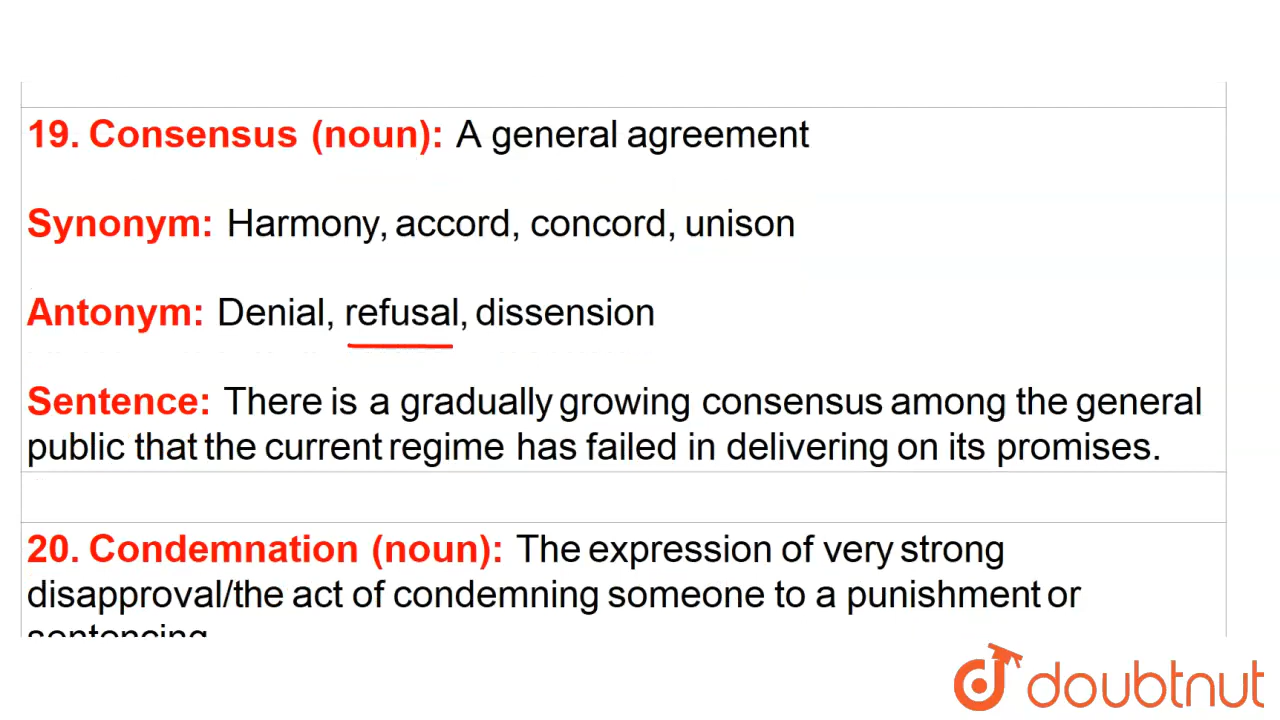 19. Consensus (noun): A general agreement
Synonym: Harmony, accord, concord, unison
Antonym: Denial, refusal, dissension
Sentence: There is a gradually growing consensus among the general
public that the current regime has failed in delivering on its promises.
20. Condemnation (noun): The expression of very strong
disapproval/the act of condemning someone to a punishment or
sentencing
doubtnut